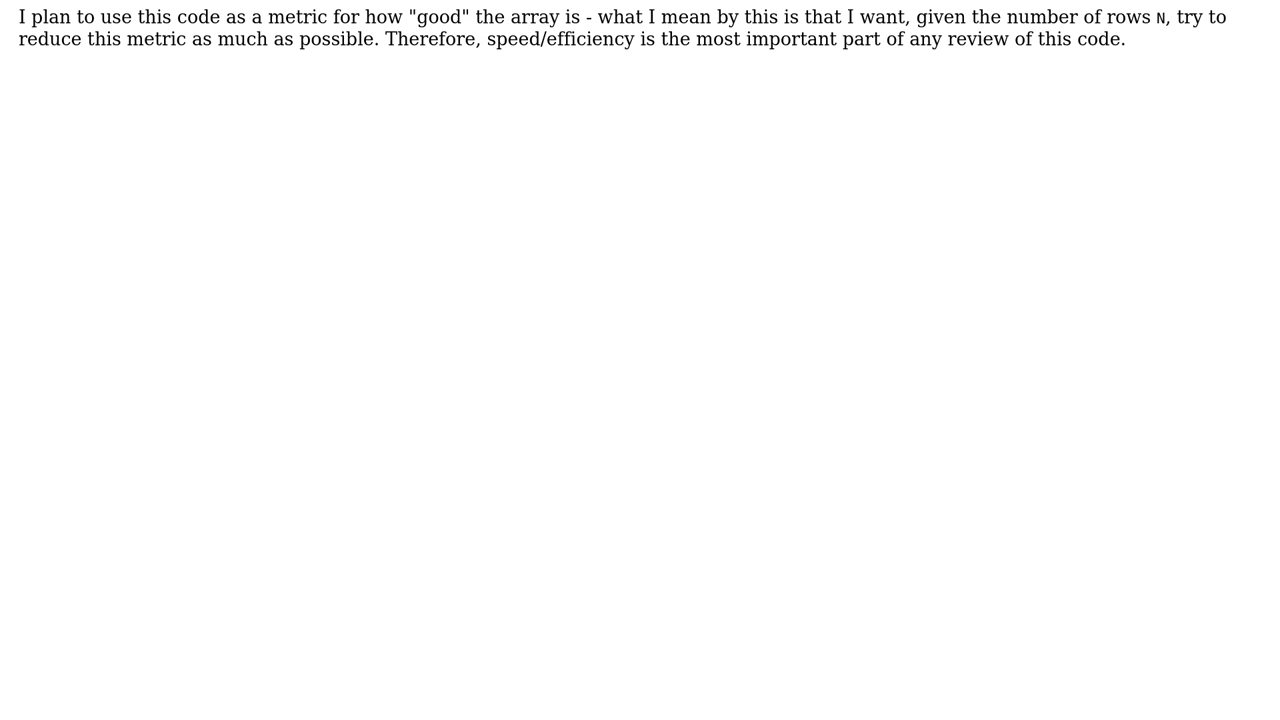 I plan to use this code as a metric for how "good" the array is - what I mean by this is that I want, given the number of rows N, try to
reduce this metric as much as possible. Therefore, speed/efficiency is the most important part of any review of this code.